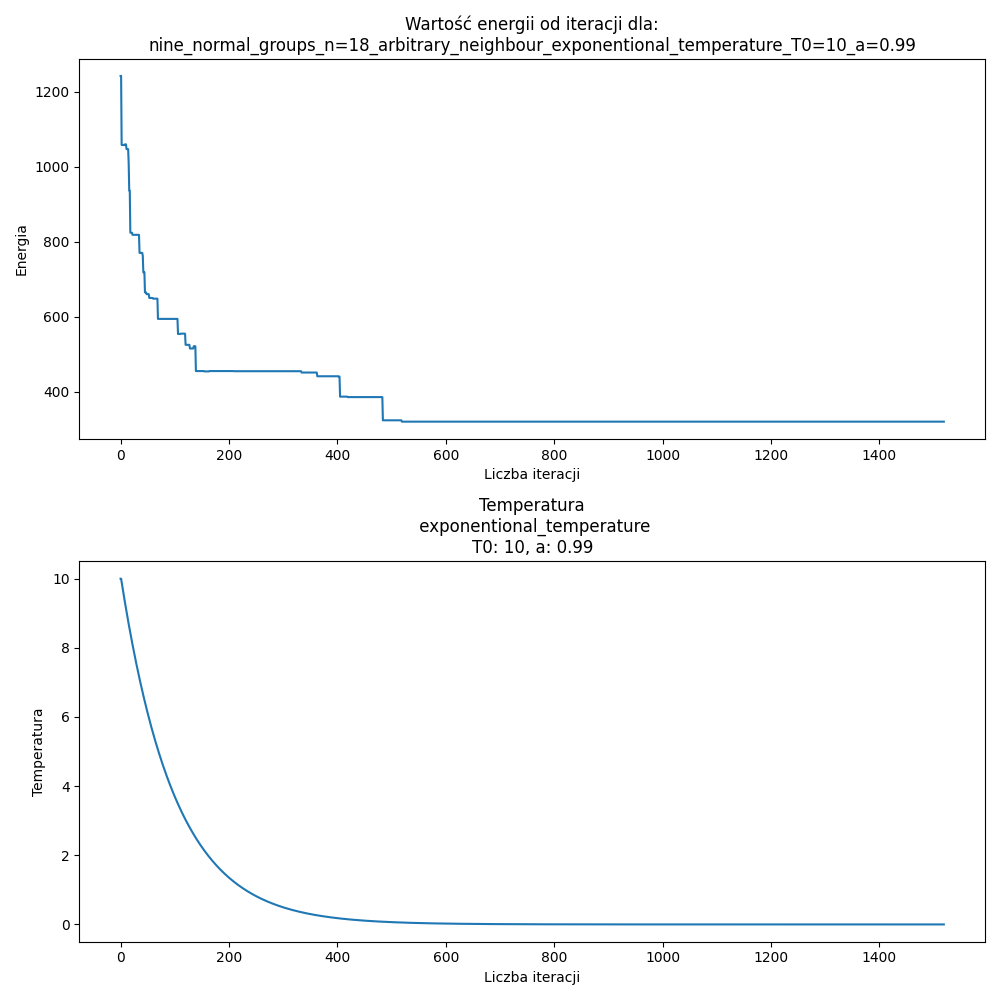 Wartość energii od iteracji dla:
nine_normal_groups_n=18_arbitrary_neighbour_exponentional_temperature_T0=10_a=0.99
1200
1000
800
600
400
Energia
0 200 400 600 800 1000 1200 1400
Liczba iteracji
Temperatura
exponentional_temperature
T0: 10, a: 0.99
10
8
6
4
2
0
Temperatura
0 200 400 600 800 1000 1200 1400
Liczba iteracji